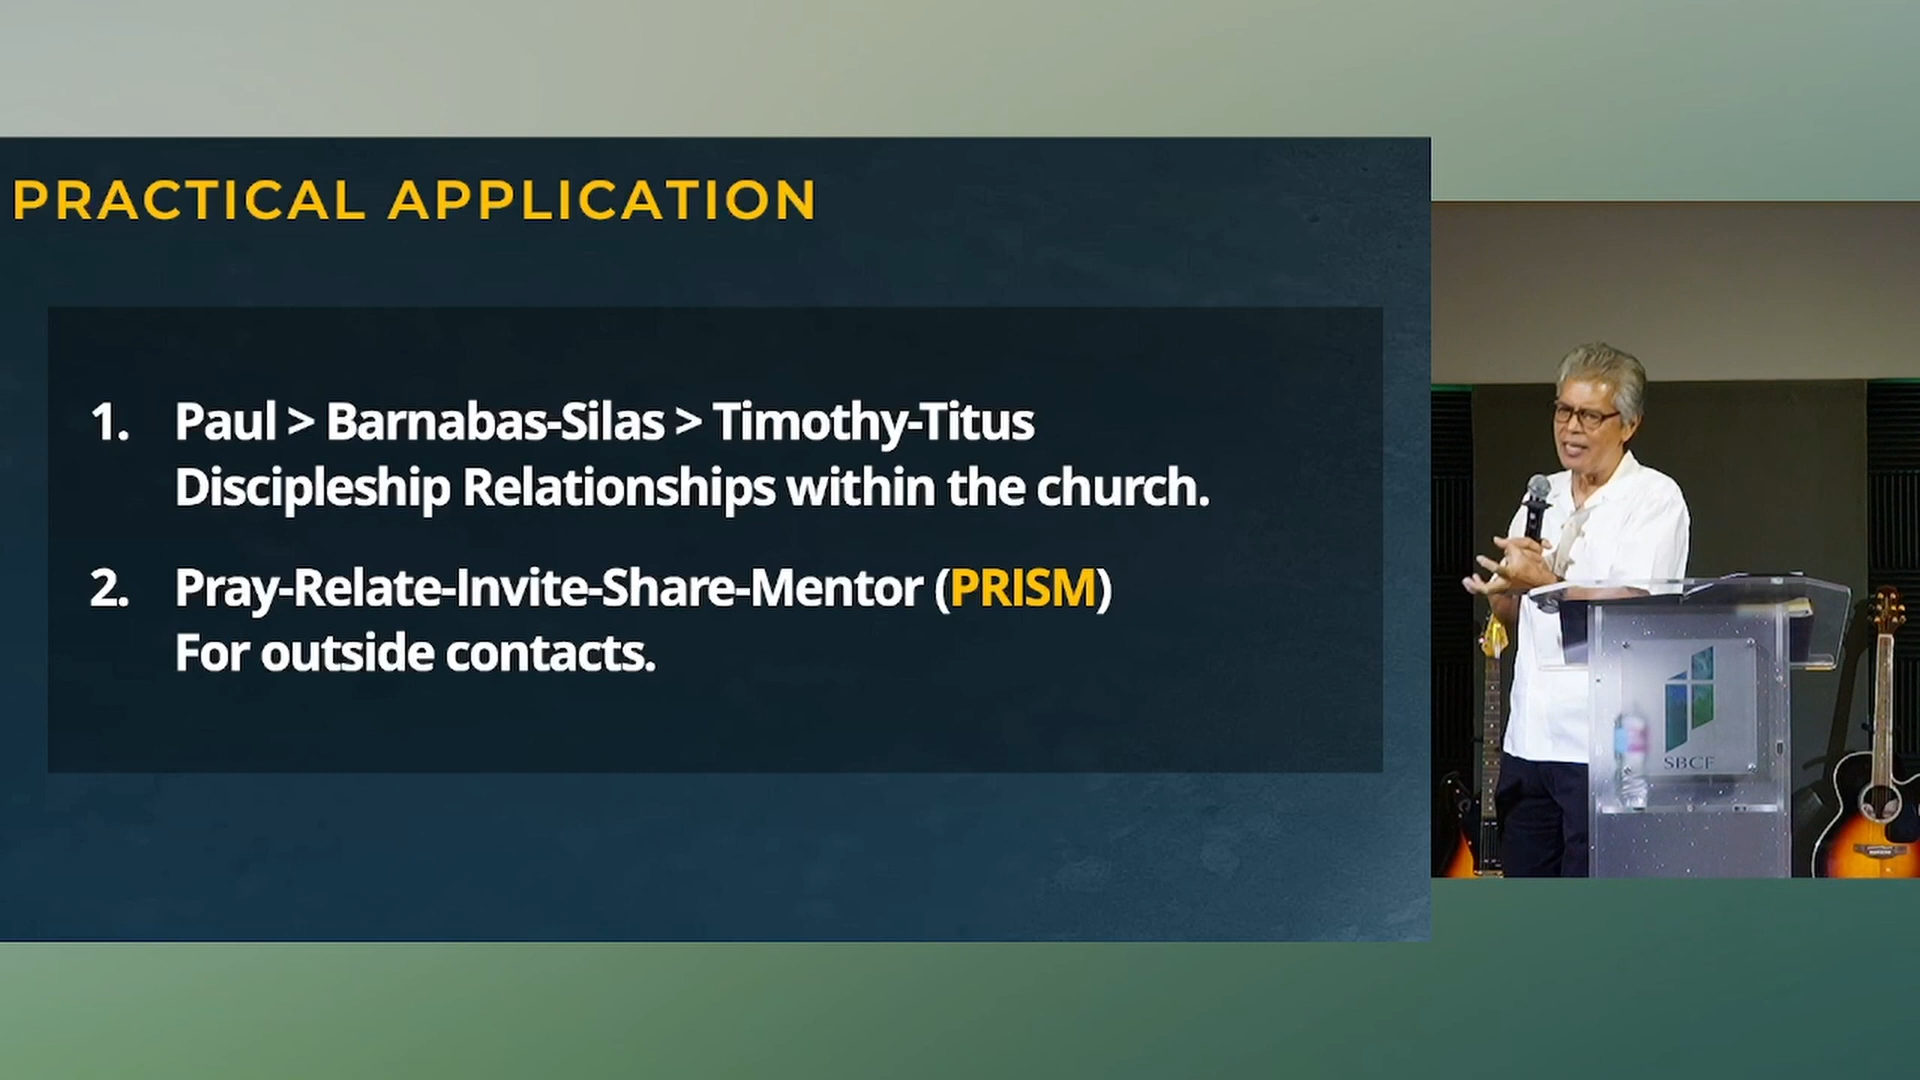 PRACTICAL APPLICATION
1. Paul > Barnabas-Silas > Timothy-Titus
Discipleship Relationships within the church.
2. Pray-Relate-Invite-Share-Mentor (PRISM)
For outside contacts.
SBCF